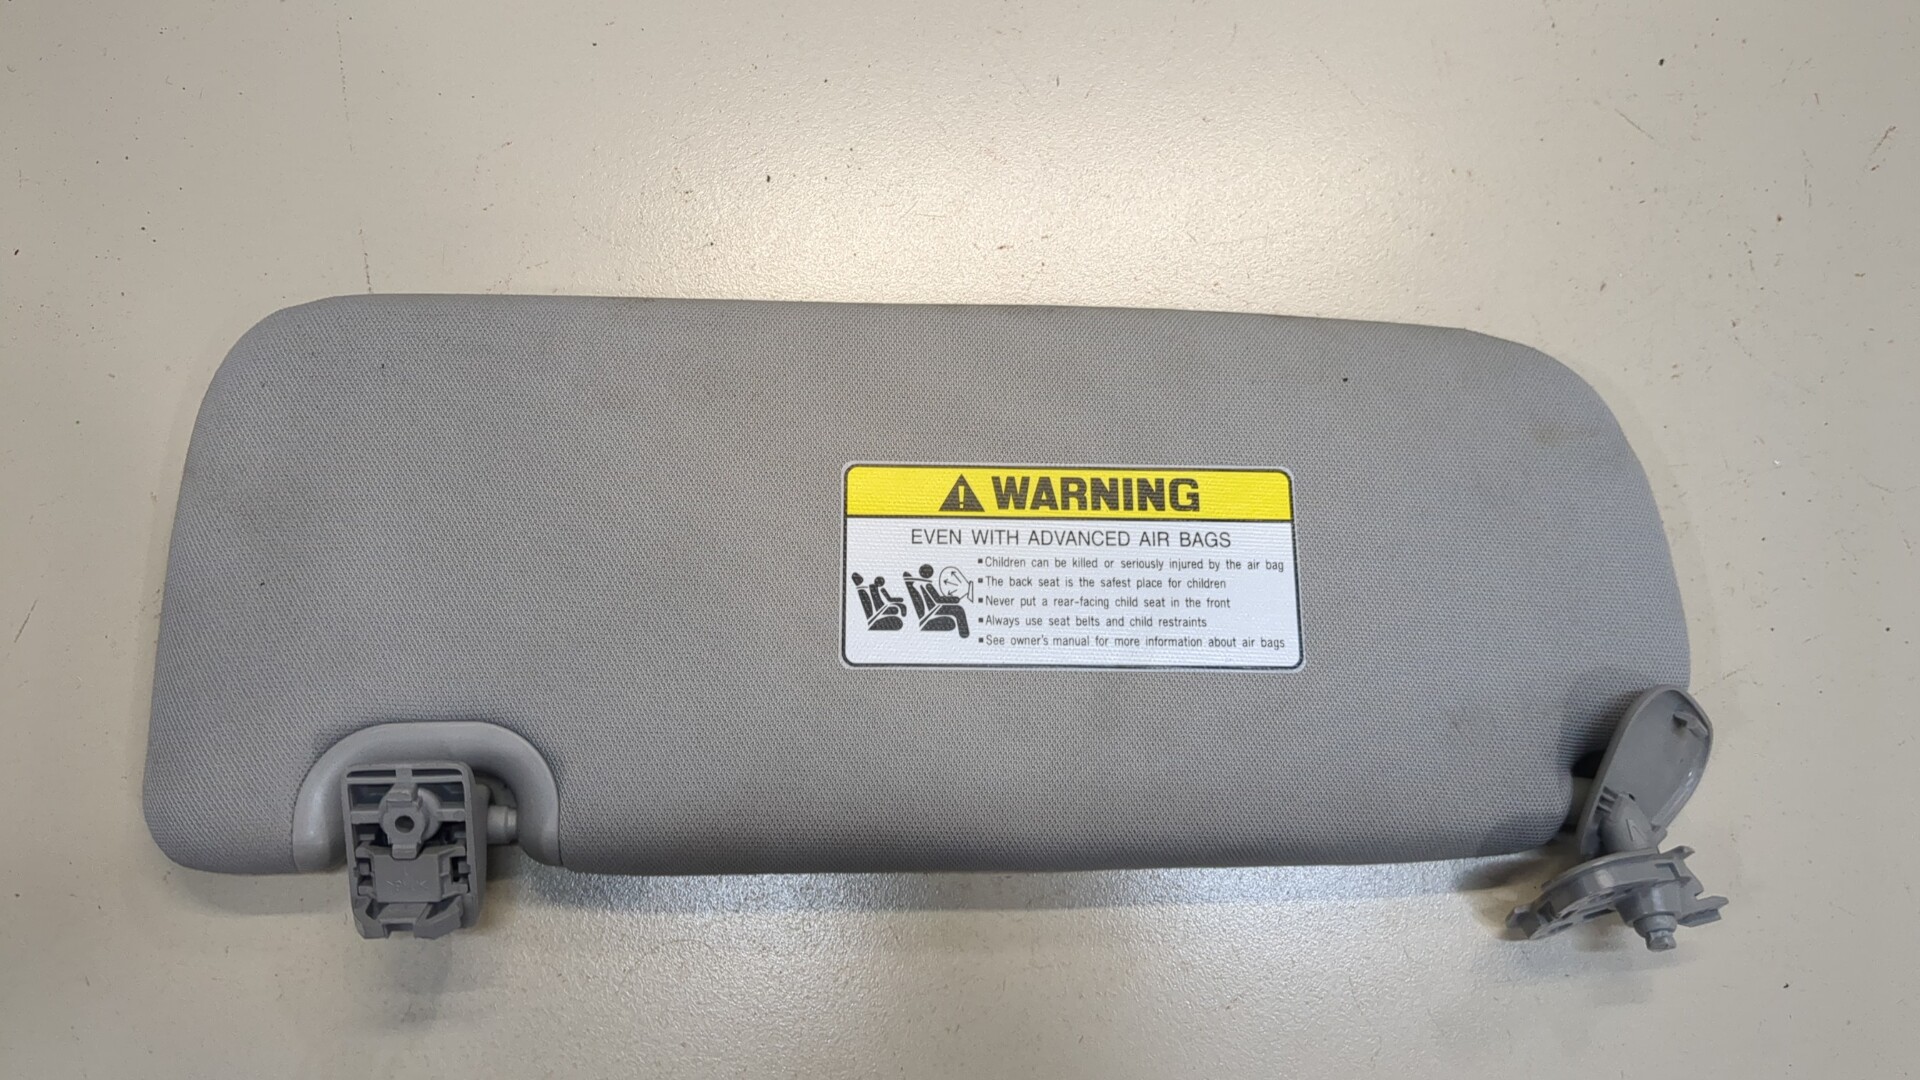 WARNING
EVEN WITH ADVANCED AIR BAGS
▪Children can be killed or seriously injured by the air bag
▪The back seat is the safest place for children
▪Never put a rear-facing child seat in the front
▪Always use seat belts and child restraints
▪See owner's manual for more information about air bags